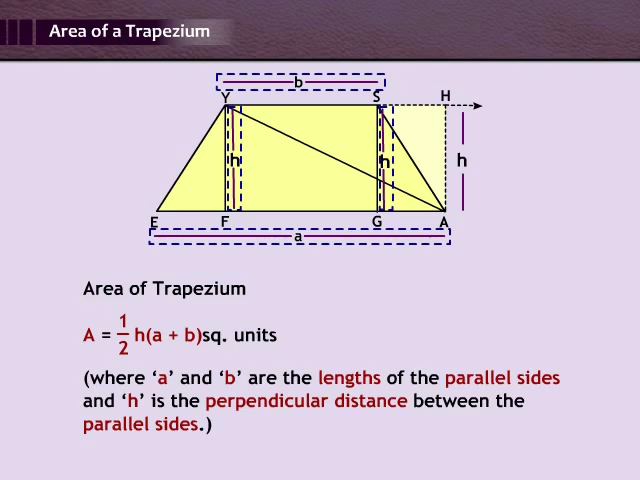 Area of a Trapezium
b
Y S H
h h h
E F G A
a
Area of Trapezium
A = 1/2 h(a + b)sq. units
(where ‘a’ and ‘b’ are the lengths of the parallel sides
and ‘h’ is the perpendicular distance between the
parallel sides.)